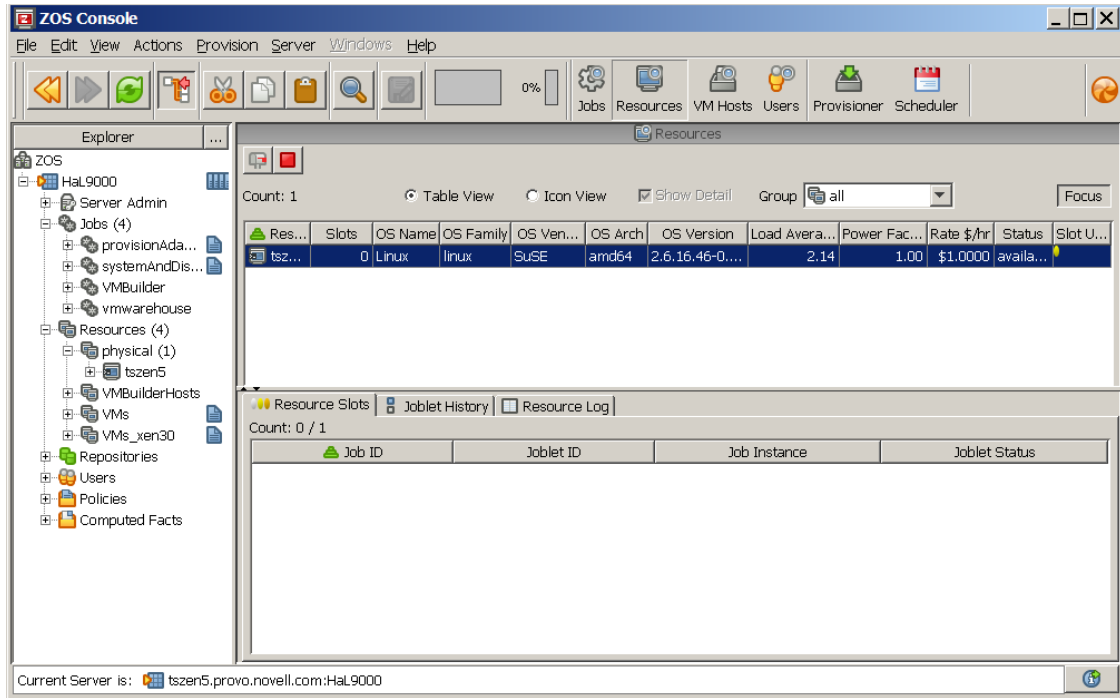 ZOS Console
File Edit View Actions Provision Server Windows Help
0% Jobs Resources VM Hosts Users Provisioner Scheduler
Explorer ...
Resources
ZOS
HaL9000
Server Admin
Jobs (4)
provisionAda...
systemAndDis...
VMBuilder
vmwarehouse
Resources (4)
physical (1)
tszen5
VMBuilderHosts
VMs
VMs_xen30
Repositories
Users
Policies
Computed Facts
Count: 1 Table View Icon View Show Detail Group all Focus
Res... Slots OS Name OS Family OS Ven... OS Arch OS Version Load Avera... Power Fac... Rate $/hr Status Slot U...
tsz... 0 Linux linux SuSE amd64 2.6.16.46-0.... 2.14 1.00 $1.0000 availa...
Resource Slots Joblet History Resource Log
Count: 0 / 1
Job ID Joblet ID Job Instance Joblet Status
Current Server is: tszen5.provo.novell.com:HaL9000